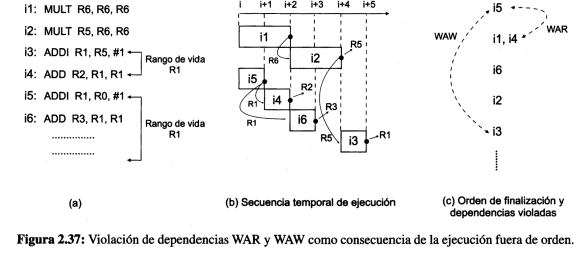 i1: MULT R6, R6, R6
i2: MULT R5, R6, R6
i3: ADDI R1, R5, #1
i4: ADD R2, R1, R1
i5: ADDI R1, R0, #1
i6: ADD R3, R1, R1
..............
..............
Rango de vida
R1
Rango de vida
R1
(a)
i i+1 i+2 i+3 i+4 i+5
i1
R6
i2
R5
i5
R1
i4
R2
R1
i6
R3
R5
i3
R1
(b) Secuencia temporal de ejecución
i5
WAW
WAR
i1, i4
i6
i2
i3
(c) Orden de finalización y
dependencias violadas
Figura 2.37: Violación de dependencias WAR y WAW como consecuencia de la ejecución fuera de orden.